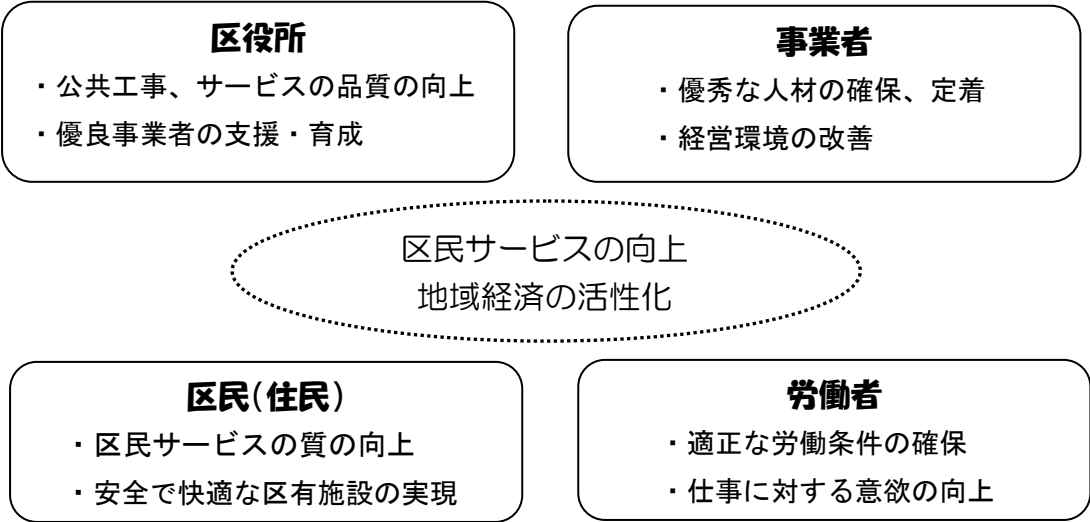 区役所
・公共工事、サービスの品質の向上
・優良事業者の支援・育成
事業者
・優秀な人材の確保、定着
・経営環境の改善
区民サービスの向上
地域経済の活性化
区民(住民)
・区民サービスの質の向上
・安全で快適な区有施設の実現
労働者
・適正な労働条件の確保
・仕事に対する意欲の向上